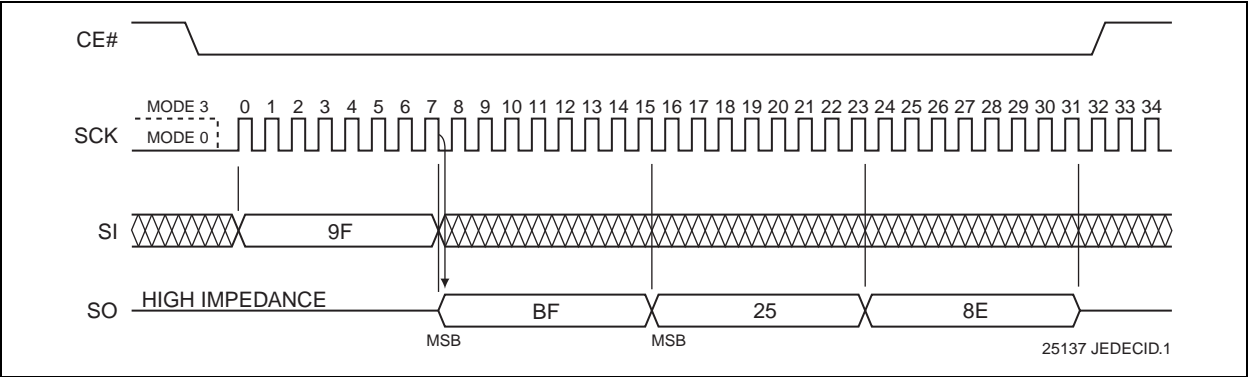 CE#
MODE 3
0 1 2 3 4 5 6 7 8 9 10 11 12 13 14 15 16 17 18 19 20 21 22 23 24 25 26 27 28 29 30 31 32 33 34
SCK
MODE 0
SI
9F
SO
HIGH IMPEDANCE
BF
25
8E
MSB
MSB
25137 JEDECID.1